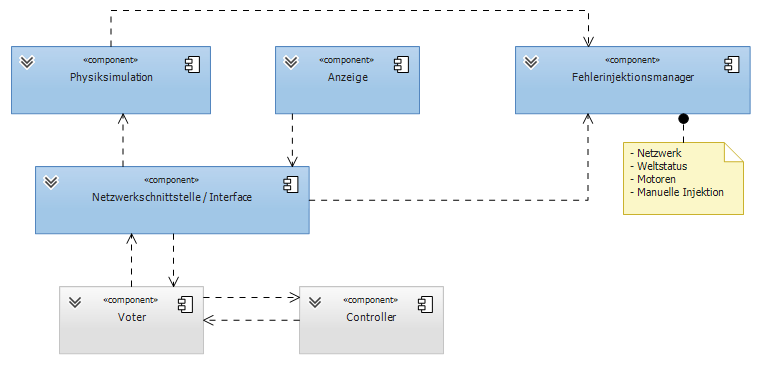 «component»
Physiksimulation
«component»
Anzeige
«component»
Fehlerinjektionsmanager
- Netzwerk
- Weltstatus
- Motoren
- Manuelle Injektion
«component»
Netzwerkschnittstelle / Interface
«component»
Voter
«component»
Controller